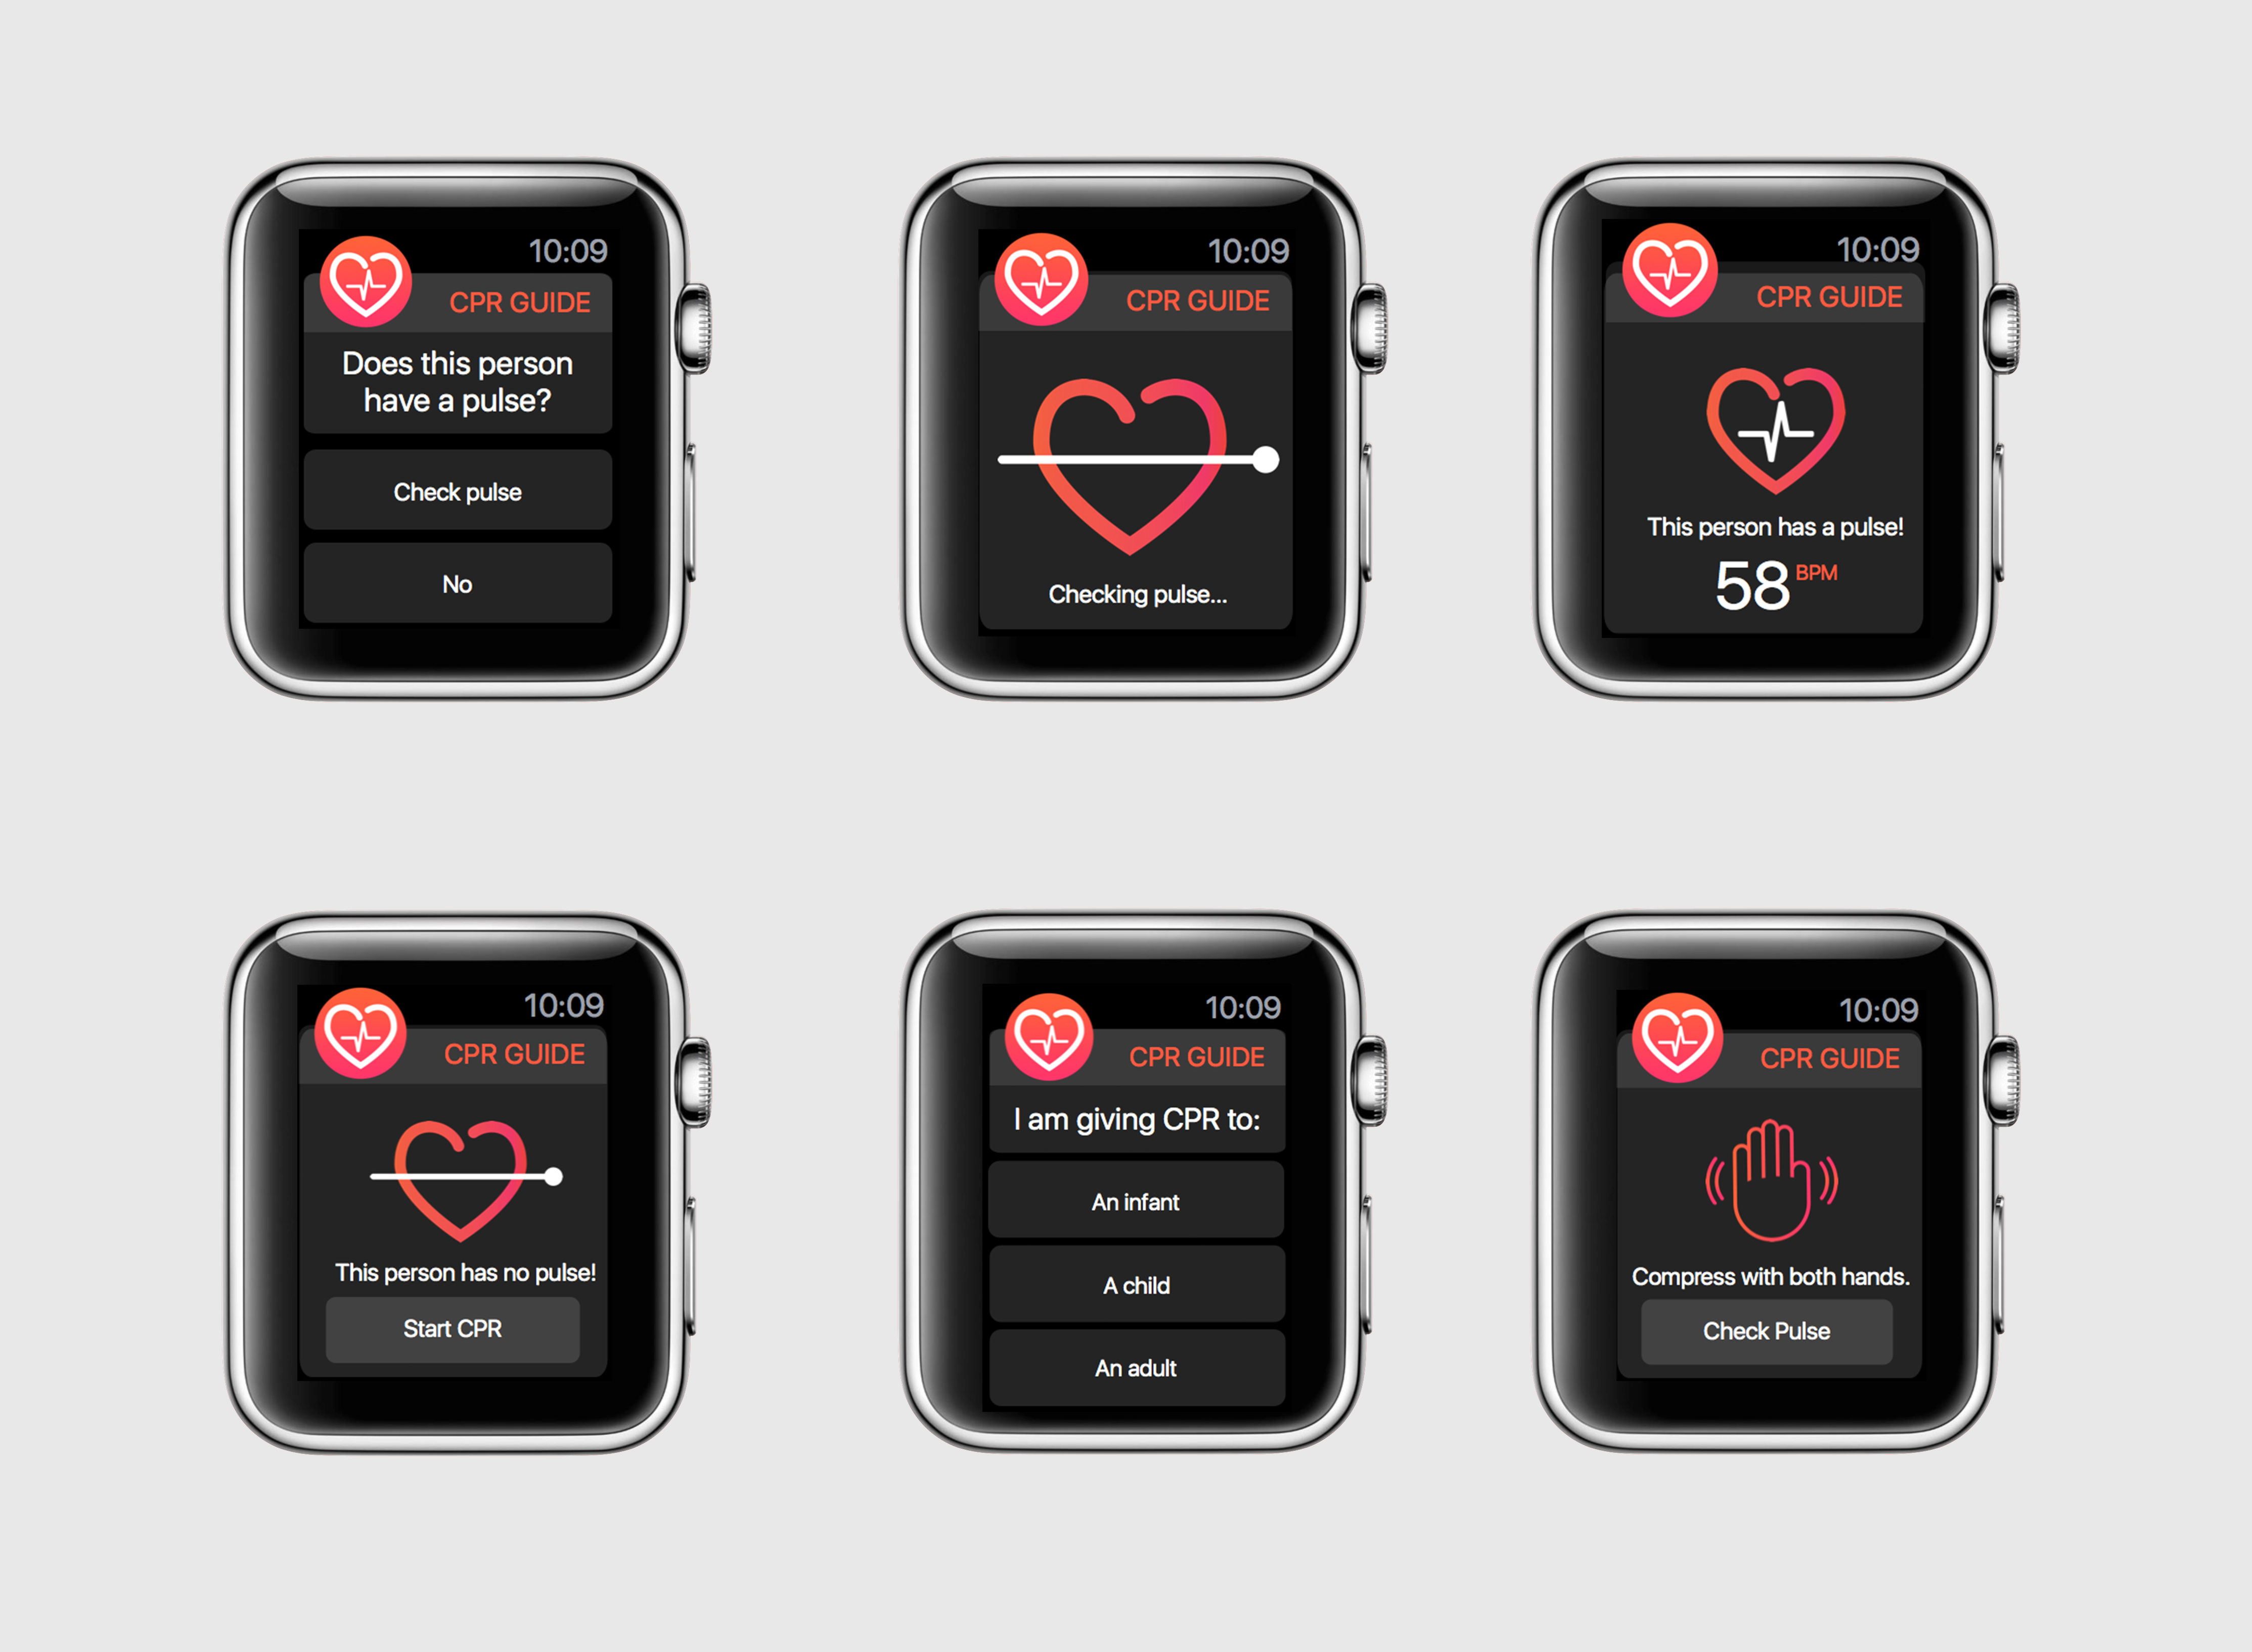 10:09
CPR GUIDE
Does this person
have a pulse?
Check pulse
No
10:09
CPR GUIDE
Checking pulse...
10:09
CPR GUIDE
This person has a pulse!
58 BPM
10:09
CPR GUIDE
This person has no pulse!
Start CPR
10:09
CPR GUIDE
I am giving CPR to:
An infant
A child
An adult
10:09
CPR GUIDE
Compress with both hands.
Check Pulse